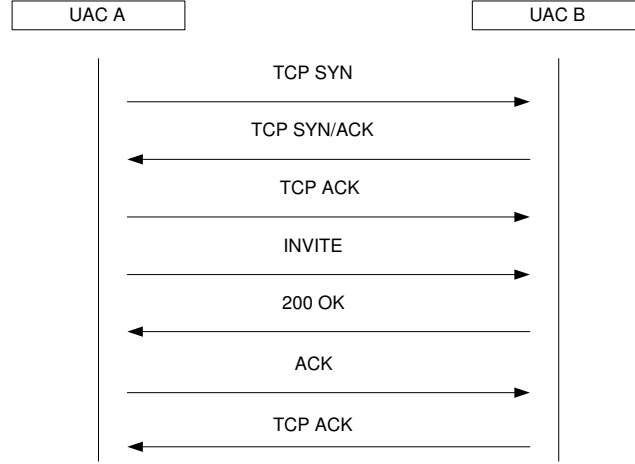 UAC A
UAC B
TCP SYN
TCP SYN/ACK
TCP ACK
INVITE
200 OK
ACK
TCP ACK